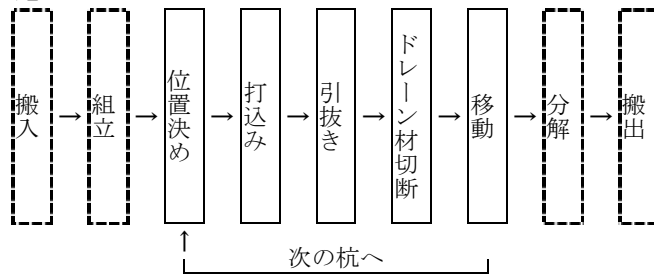 搬入
→
組立
→
位置決め
→
打込み
→
引抜き
→
ドレーン材切断
→
移動
→
分解
→
搬出
↑
次の杭へ